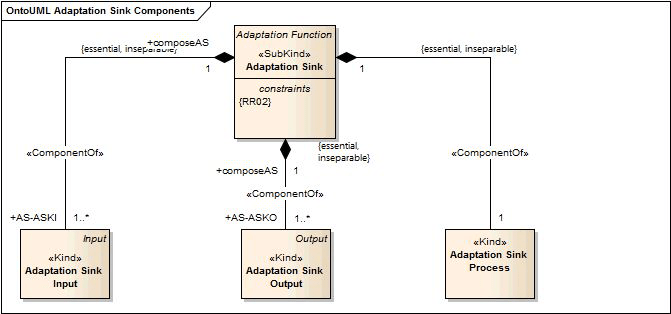 OntoUML Adaptation Sink Components
+composeAS
{essential, inseparable}
1
Adaptation Function
«SubKind»
Adaptation Sink
constraints
{RR02}
{essential, inseparable}
1
{essential,
inseparable}
+composeAS
1
«ComponentOf»
«ComponentOf»
«ComponentOf»
+AS-ASKI
1..*
+AS-ASKO
1..*
1
Input
«Kind»
Adaptation Sink
Input
Output
«Kind»
Adaptation Sink
Output
«Kind»
Adaptation Sink
Process